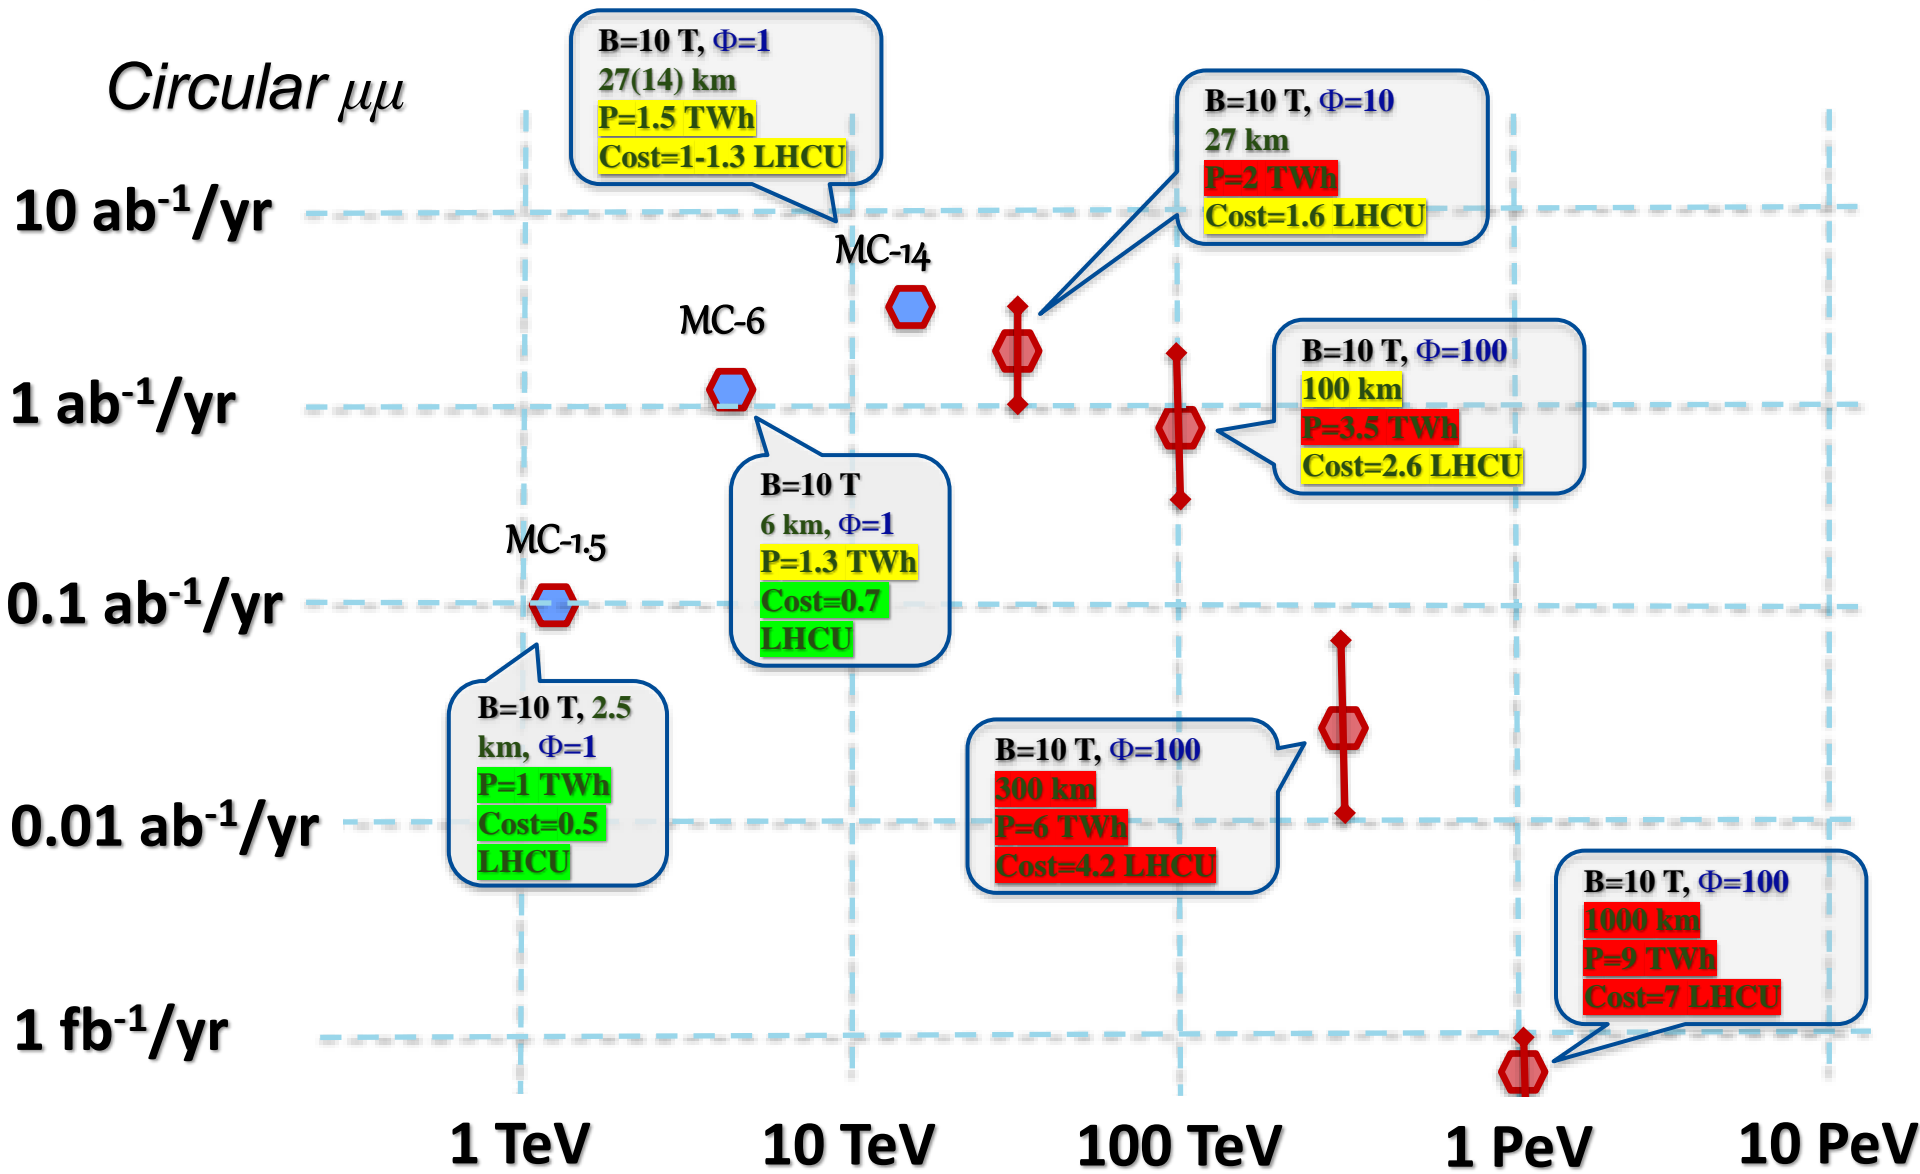 Circular μμ
B=10 T, Φ=1
27(14) km
P=1.5 TWh
Cost=1-1.3 LHCU
B=10 T, Φ=10
27 km
P=2 TWh
Cost=1.6 LHCU
10 ab⁻¹/yr
MC-14
MC-6
B=10 T, Φ=100
100 km
P=3.5 TWh
Cost=2.6 LHCU
1 ab⁻¹/yr
B=10 T
6 km, Φ=1
P=1.3 TWh
Cost=0.7
LHCU
MC-1.5
0.1 ab⁻¹/yr
B=10 T, 2.5
km, Φ=1
P=1 TWh
Cost=0.5
LHCU
B=10 T, Φ=100
300 km
P=6 TWh
Cost=4.2 LHCU
0.01 ab⁻¹/yr
B=10 T, Φ=100
1000 km
P=9 TWh
Cost=7 LHCU
1 fb⁻¹/yr
1 TeV
10 TeV
100 TeV
1 PeV
10 PeV